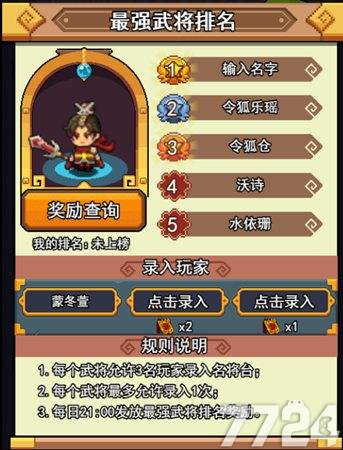 最强武将排名
1 输入名字
2 令狐乐瑶
3 令狐仓
4 沃诗
5 水依珊
奖励查询
我的排名:未上榜
录入玩家
蒙冬萱 点击录入 点击录入
x2 x1
规则说明
1.每个武将允许3名玩家录入名将台;
2.每个武将最多允许录入1次;
3.每日21:00发放最强武将排名奖励。
7724